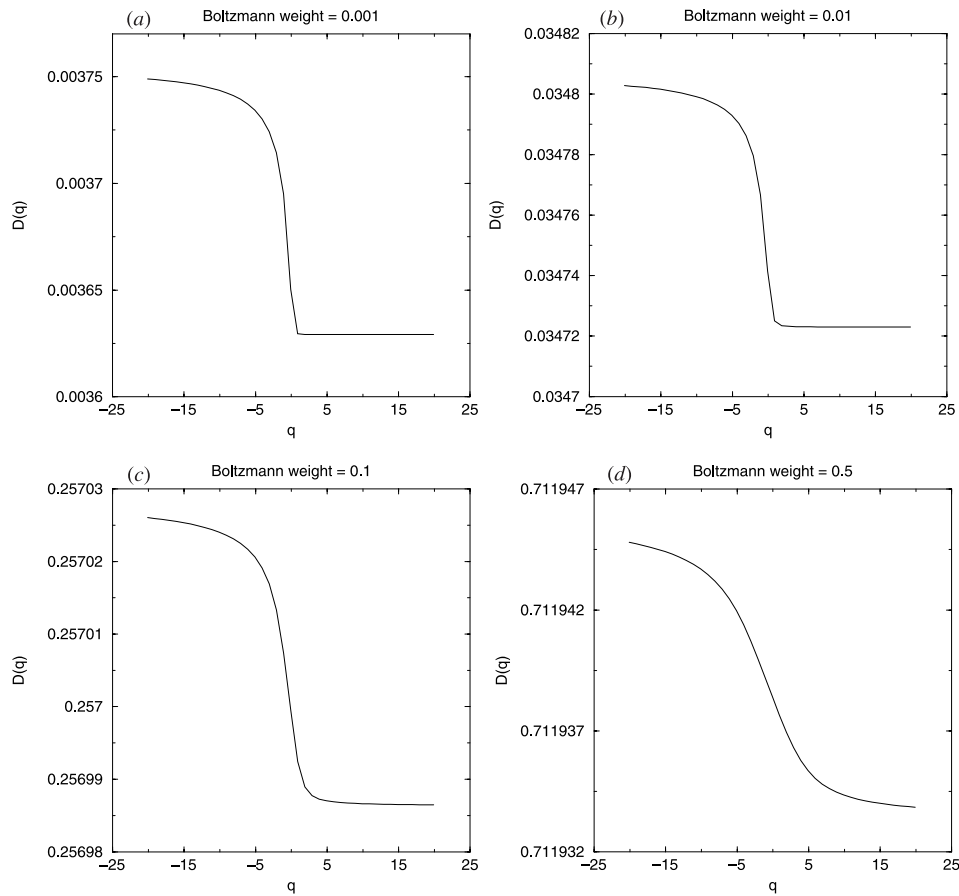 (a) Boltzmann weight = 0.001
0.00375
0.0037
0.00365
0.0036
D(q)
−25 −15 −5 5 15 25
q
(b) Boltzmann weight = 0.01
0.03482
0.0348
0.03478
0.03476
0.03474
0.03472
0.0347
D(q)
−25 −15 −5 5 15 25
q
(c) Boltzmann weight = 0.1
0.25703
0.25702
0.25701
0.257
0.25699
0.25698
D(q)
−25 −15 −5 5 15 25
q
(d) Boltzmann weight = 0.5
0.711947
0.711942
0.711937
0.711932
D(q)
−25 −15 −5 5 15 25
q